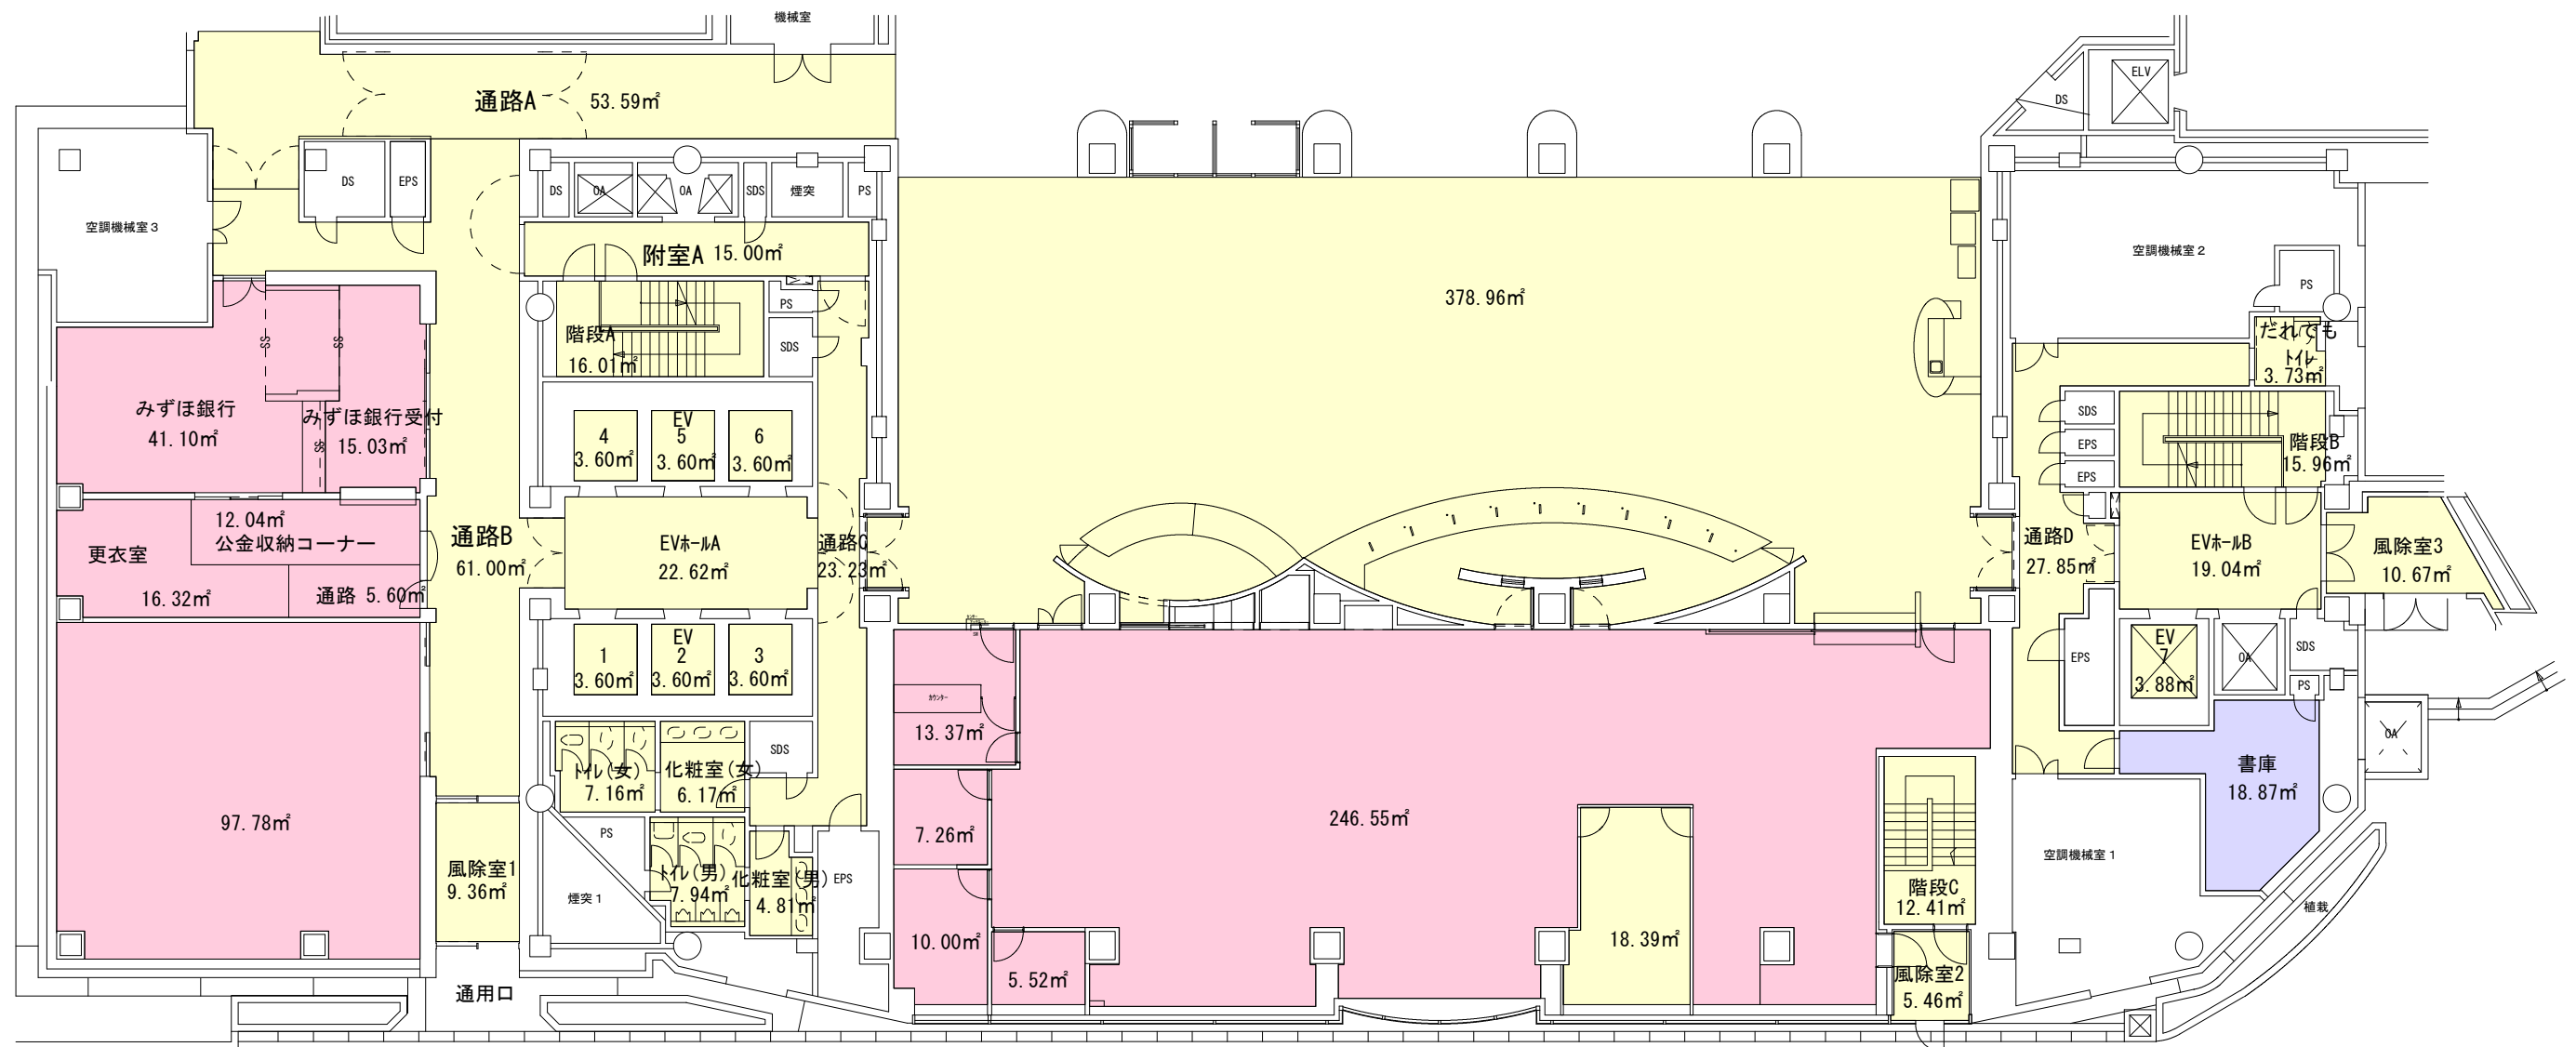 機械室
通路A 53.59㎡
ELV
DS
DS
EPS
DS
OA
OA
SDS
煙突
PS
空調機械室3
附室A 15.00㎡
空調機械室2
PS
378.96㎡
PS
階段A
16.01㎡
SDS
SS
SS
だれでも
ﾄｲﾚ
3.73㎡
みずほ銀行
41.10㎡
みずほ銀行受付
15.03㎡
SS
4
3.60㎡
EV
5
3.60㎡
6
3.60㎡
SDS
EPS
EPS
階段B
15.96㎡
12.04㎡
公金収納コーナー
更衣室
16.32㎡
通路 5.60㎡
通路B
61.00㎡
EVﾎｰﾙA
22.62㎡
通路C
23.23㎡
通路D
27.85㎡
EVﾎｰﾙB
19.04㎡
風除室3
10.67㎡
1
3.60㎡
EV
2
3.60㎡
3
3.60㎡
EPS
EV
7
3.88㎡
OA
SDS
PS
ｶｳﾝﾀｰ
13.37㎡
OA
SDS
ﾄｲﾚ(女)
7.16㎡
化粧室(女)
6.17㎡
書庫
18.87㎡
97.78㎡
PS
7.26㎡
246.55㎡
空調機械室1
風除室1
9.36㎡
煙突1
ﾄｲﾚ(男)
7.94㎡
化粧室(男)
4.81㎡
EPS
階段C
12.41㎡
植栽
10.00㎡
18.39㎡
5.52㎡
風除室2
5.46㎡
通用口